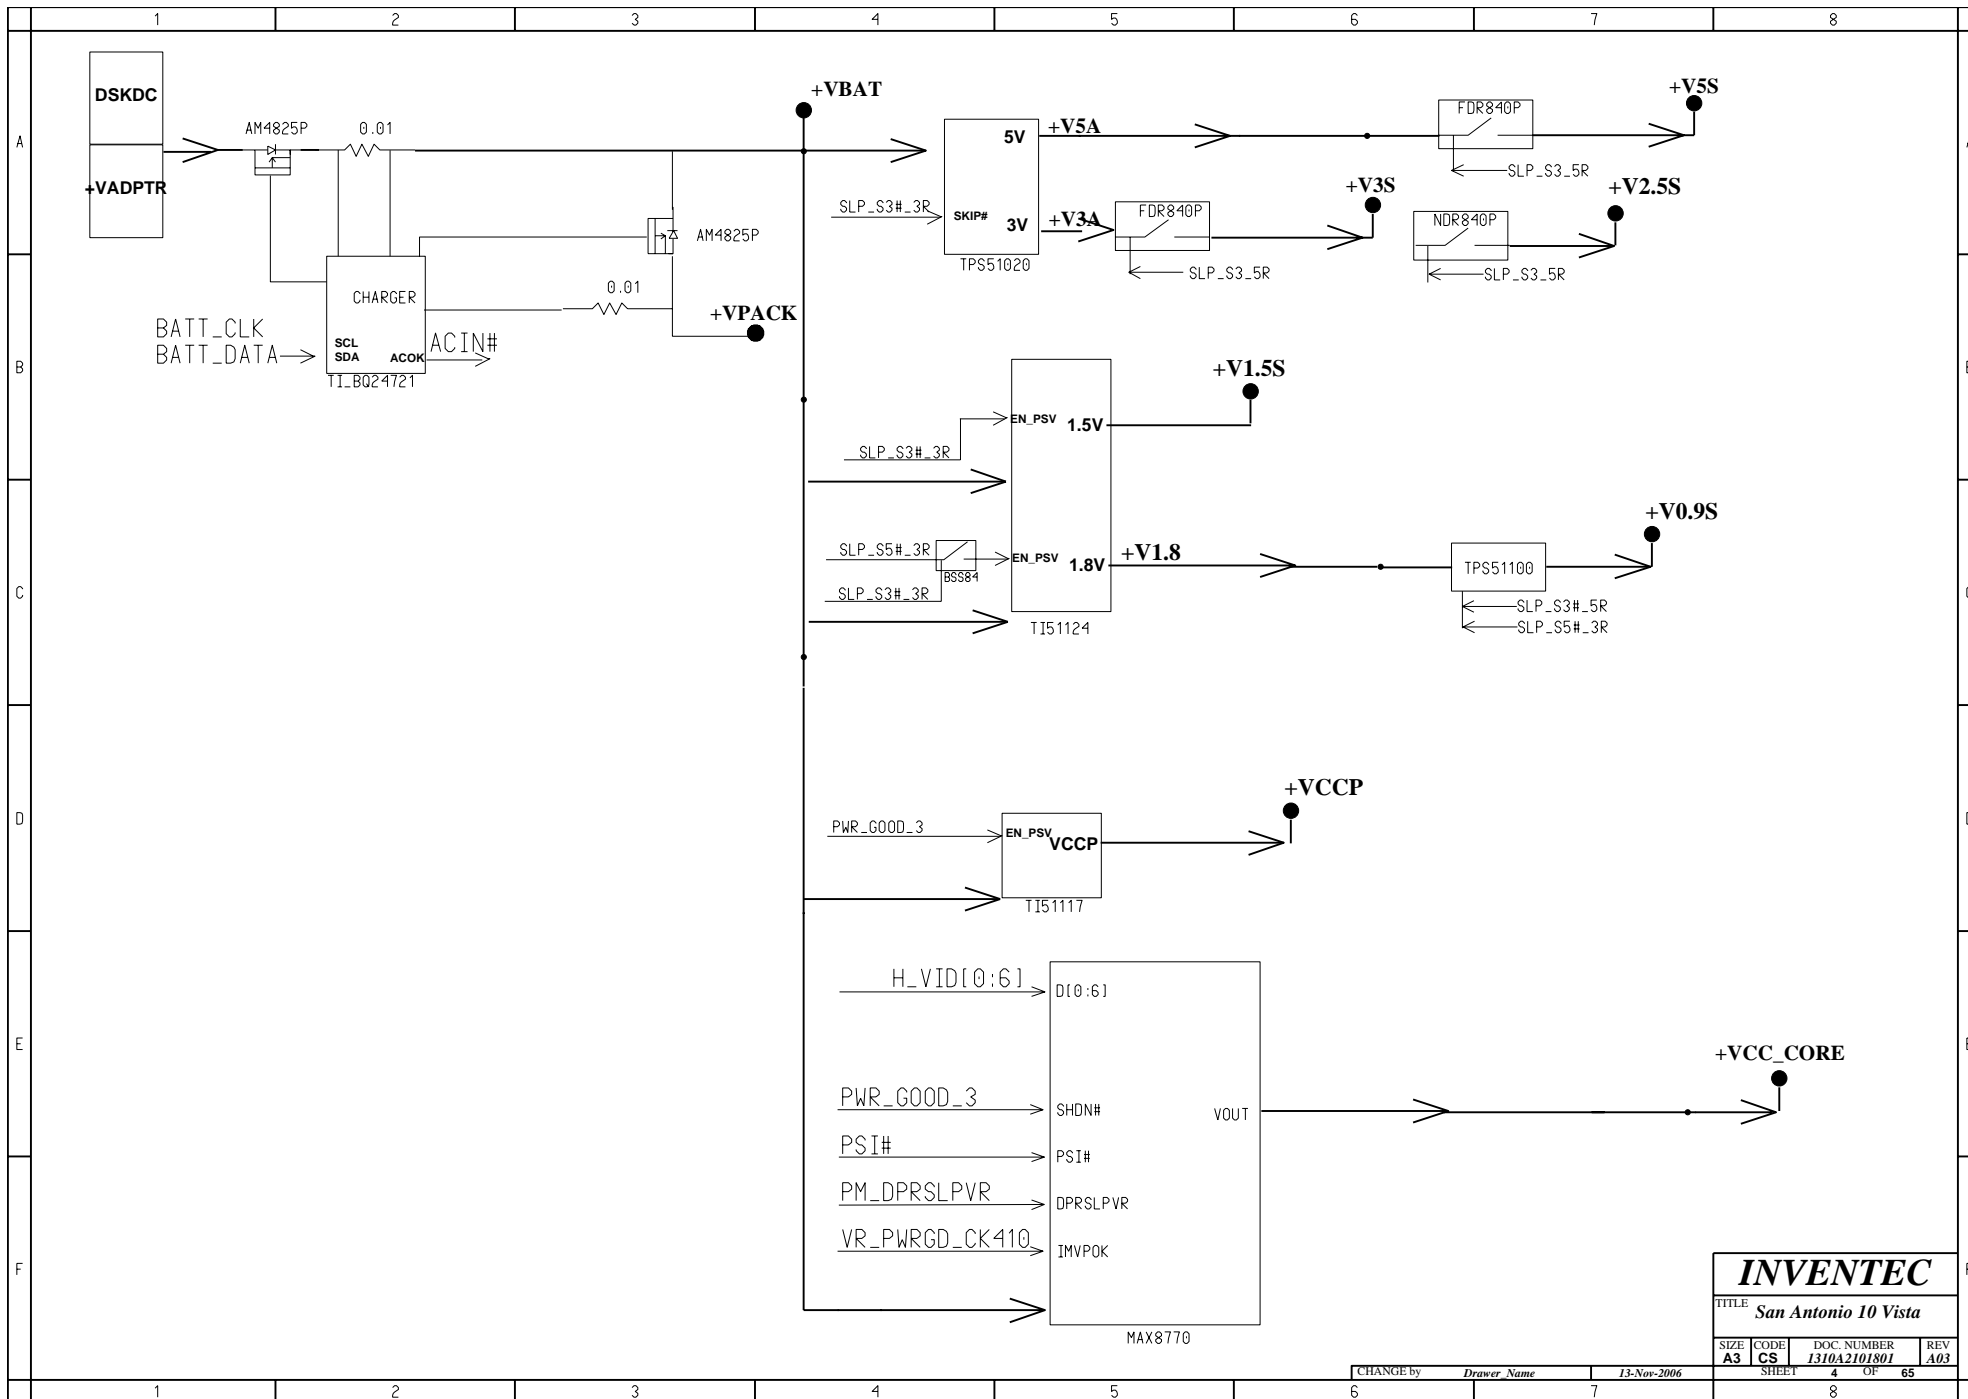 1 2 3 4 5 6 7 8
A
B
C
D
E
F
DSKDC
+VADPTR
AM4825P
0.01
+VBAT
AM4825P
0.01
+VPACK
CHARGER
SCL
SDA
ACOK
TI_BQ24721
BATT_CLK
BATT_DATA
ACIN#
5V
+V5A
SLP_S3#_3R
SKIP#
3V
+V3A
TPS51020
FDR840P
SLP_S3_5R
+V3S
FDR840P
SLP_S3_5R
+V5S
NDR840P
SLP_S3_5R
+V2.5S
SLP_S3#_3R
EN_PSV
1.5V
+V1.5S
SLP_S5#_3R
BSS84
SLP_S3#_3R
EN_PSV
1.8V
+V1.8
TI51124
TPS51100
SLP_S3#_5R
SLP_S5#_3R
+V0.9S
PWR_GOOD_3
EN_PSV
VCCP
TI51117
+VCCP
H_VID[0:6]
D[0:6]
PWR_GOOD_3
SHDN#
PSI#
PSI#
PM_DPRSLPVR
DPRSLPVR
VR_PWRGD_CK410
IMVPOK
VOUT
MAX8770
+VCC_CORE
INVENTEC
TITLE
San Antonio 10 Vista
SIZE CODE DOC. NUMBER REV
A3 CS 1310A2101801 A03
CHANGE by Drawer_Name 13-Nov-2006 SHEET 4 OF 65
1 2 3 4 5 6 7 8